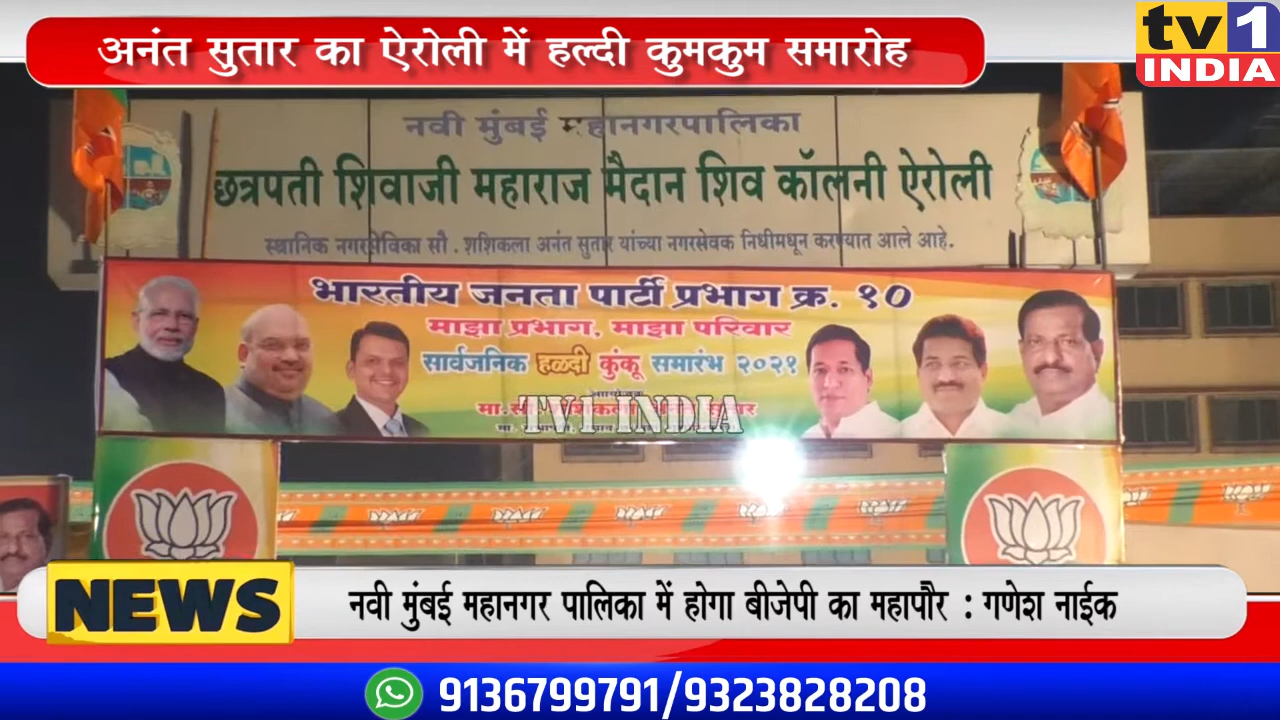 अनंत सुतार का ऐरोली में हल्दी कुमकुम समारोह
tv1
INDIA
नवी मुंबई महानगरपालिका
छत्रपती शिवाजी महाराज मैदान शिव कॉलनी ऐरोली
स्थानिक नगरसेविका सौ. शशिकला अनंत सुतार यांच्या नगरसेवक निधीमधून करण्यात आले आहे.
भारतीय जनता पार्टी प्रभाग क्र. १०
माझा प्रभाग, माझा परिवार
सार्वजनिक हळदी कुंकू समारंभ २०२१
TV1 INDIA
NEWS
नवी मुंबई महानगर पालिका में होगा बीजेपी का महापौर : गणेश नाईक
9136799791/9323828208